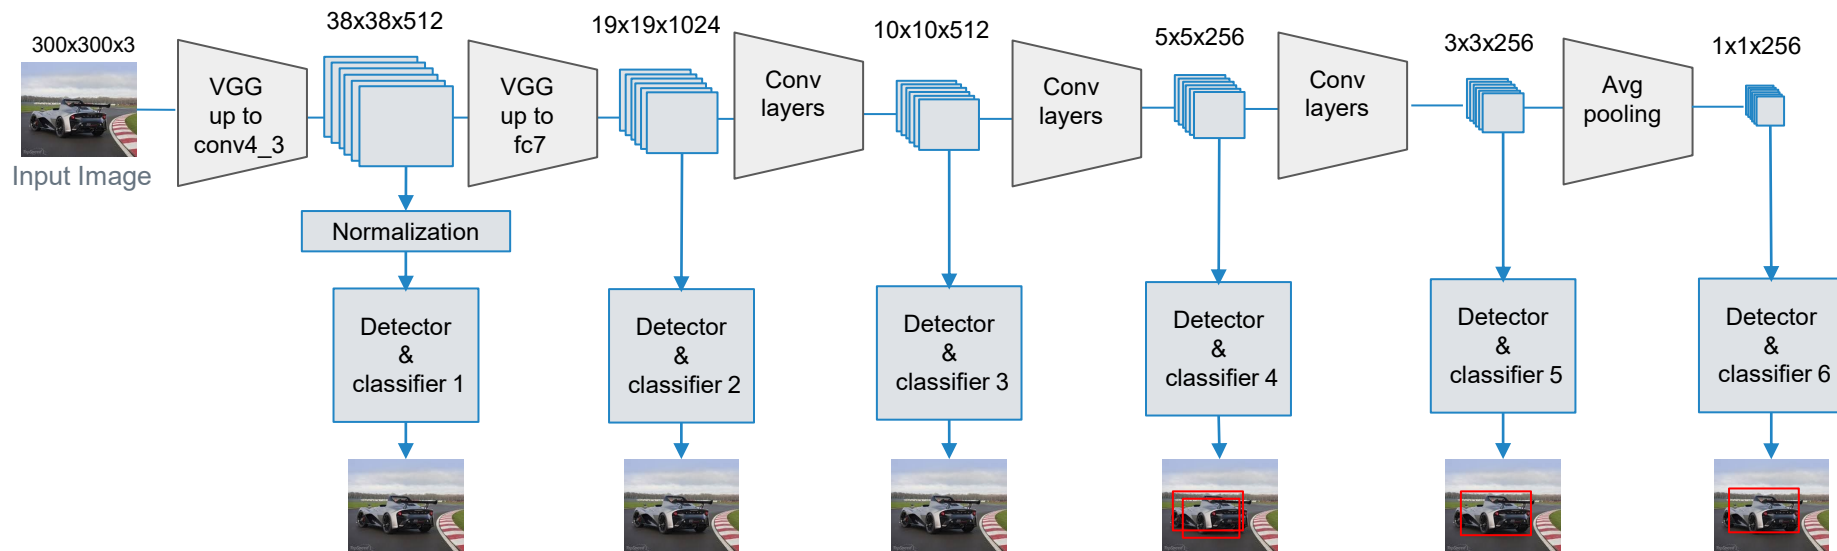 300x300x3
38x38x512
19x19x1024
10x10x512
5x5x256
3x3x256
1x1x256
Input Image
VGG
up to
conv4_3
VGG
up to
fc7
Conv
layers
Conv
layers
Conv
layers
Avg
pooling
Normalization
Detector
&
classifier 1
Detector
&
classifier 2
Detector
&
classifier 3
Detector
&
classifier 4
Detector
&
classifier 5
Detector
&
classifier 6